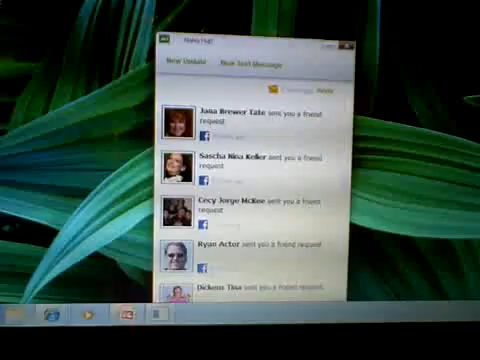 New Update New Text Message
Jana Brewer Tate sent you a friend
request
Sascha Nina Keller sent you a friend
request
Cecy Jorge McKee sent you a friend
request
Ryan Actor sent you a friend request
Dickens Tina sent you a friend request